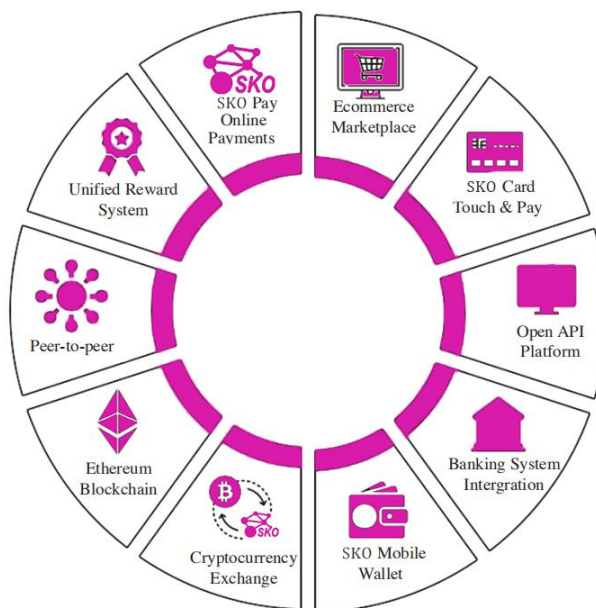 SKO
SKO Pay
Online
Payments
Ecommerce
Marketplace
SKO Card
Touch & Pay
Open API
Platform
Banking System
Intergration
SKO Mobile
Wallet
SKO
Cryptocurrency
Exchange
Ethereum
Blockchain
Peer-to-peer
Unified Reward
System